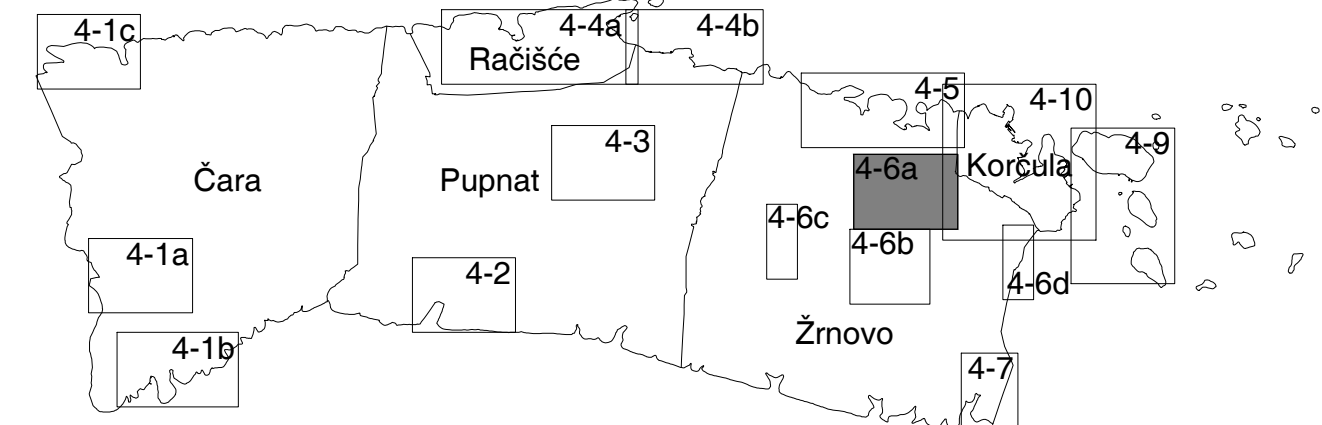 4-1c
4-4a
4-4b
Račišće
4-5
4-10
4-3
4-9
Čara
Pupnat
4-6a
Korčula
4-6c
4-6b
4-1a
4-2
4-6d
Žrnovo
4-1b
4-7